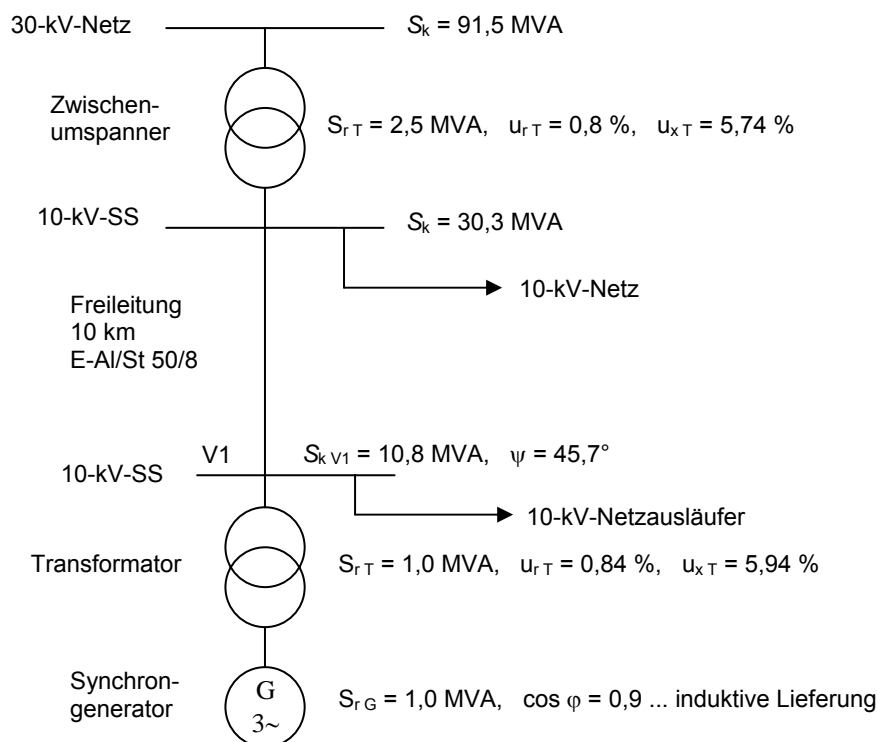 30-kV-Netz
Sk = 91,5 MVA
Zwischen-
umspanner
Sr T = 2,5 MVA, ur T = 0,8 %, ux T = 5,74 %
10-kV-SS
Sk = 30,3 MVA
10-kV-Netz
Freileitung
10 km
E-Al/St 50/8
V1
Sk V1 = 10,8 MVA, ψ = 45,7°
10-kV-SS
10-kV-Netzausläufer
Transformator
Sr T = 1,0 MVA, ur T = 0,84 %, ux T = 5,94 %
Synchron-
generator
G
3~
Sr G = 1,0 MVA, cos φ = 0,9 ... induktive Lieferung